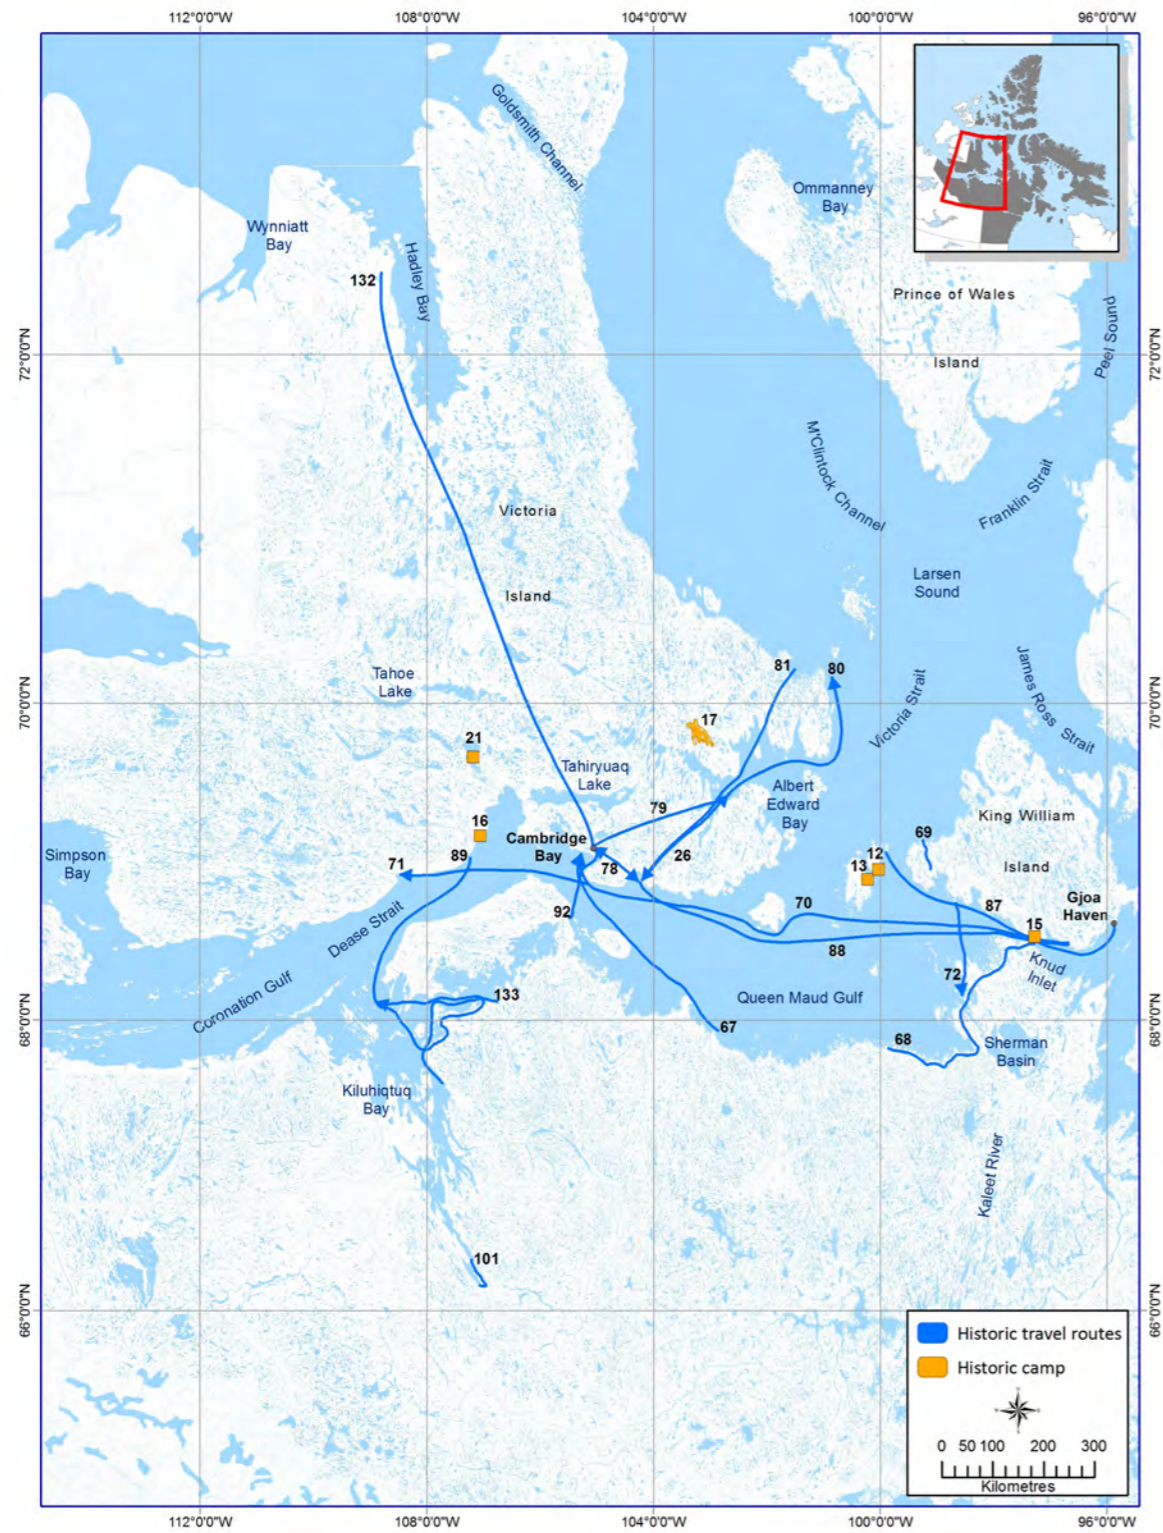 112°0'0"W
108°0'0"W
104°0'0"W
100°0'0"W
96°0'0"W
Goldsmith Channel
Ommanney
Bay
Wynniatt
Bay
Hadley Bay
132
Prince of Wales
Island
Peel Sound
72°0'0"N
72°0'0"N
M'Clintock Channel
Franklin Strait
Victoria
Island
Larsen
Sound
James Ross Strait
Tahoe
Lake
81
80
Victoria Strait
70°0'0"N
70°0'0"N
17
21
Tahiryuaq
Lake
Albert
Edward
Bay
79
King William
Island
16
69
Cambridge
Bay
26
12
13
Simpson
Bay
89
71
78
Gjoa
Haven
92
70
87
15
Dease Strait
88
72
Knud
Inlet
Coronation Gulf
133
Queen Maud Gulf
67
68°0'0"N
68°0'0"N
68
Sherman
Basin
Kiluhiqtuq
Bay
Kaleet River
101
66°0'0"N
66°0'0"N
Historic travel routes
Historic camp
0 50 100 200 300
Kilometres
112°0'0"W
108°0'0"W
104°0'0"W
100°0'0"W
96°0'0"W